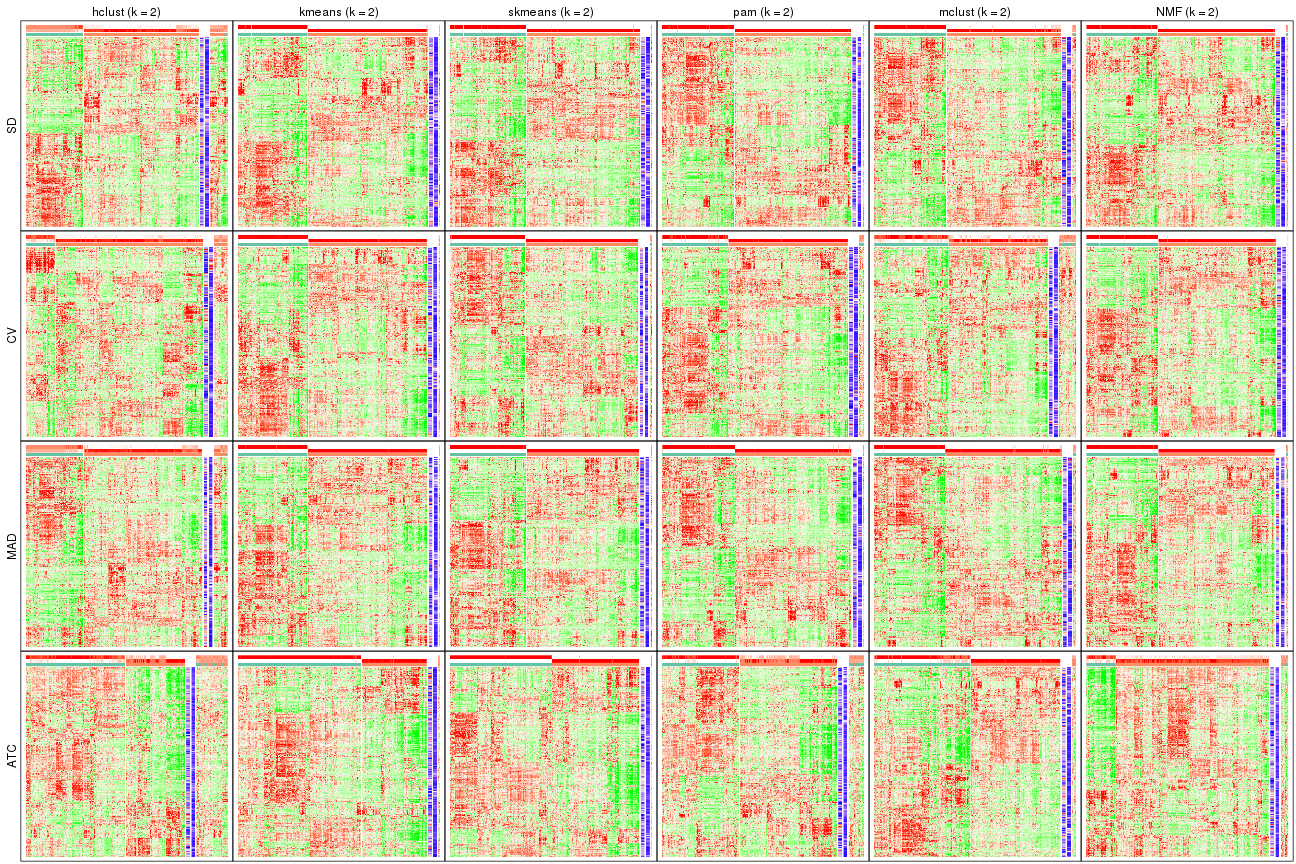 hclust (k = 2) kmeans (k = 2) skmeans (k = 2) pam (k = 2) mclust (k = 2) NMF (k = 2)
SD
CV
MAD
ATC